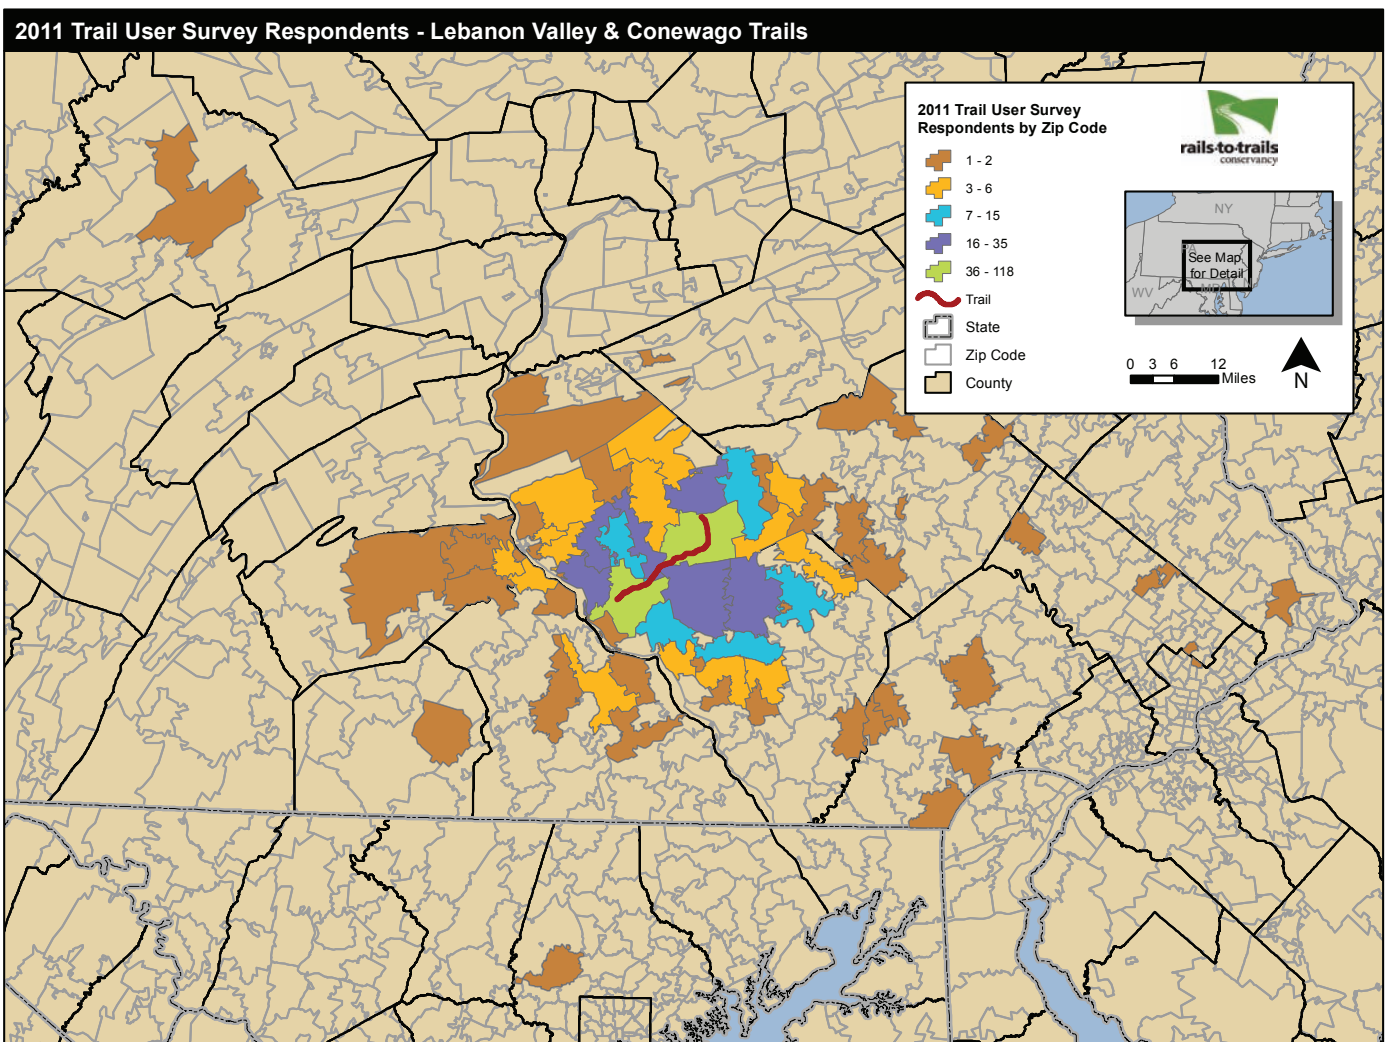 2011 Trail User Survey Respondents - Lebanon Valley & Conewago Trails
2011 Trail User Survey
Respondents by Zip Code
1 - 2
3 - 6
7 - 15
16 - 35
36 - 118
Trail
State
Zip Code
County
rails·to·trails
conservancy
NY
PA
See Map
for Detail
WV
MD
0 3 6 12
Miles
N